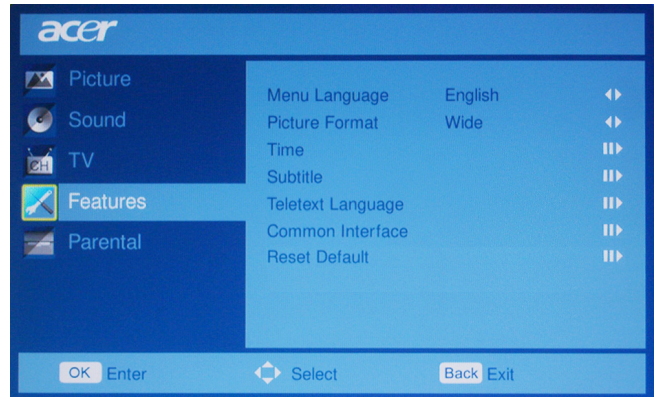 acer
Picture
Sound
CH TV
Features
Parental
Menu Language English
Picture Format Wide
Time
Subtitle
Teletext Language
Common Interface
Reset Default
OK Enter Select Back Exit